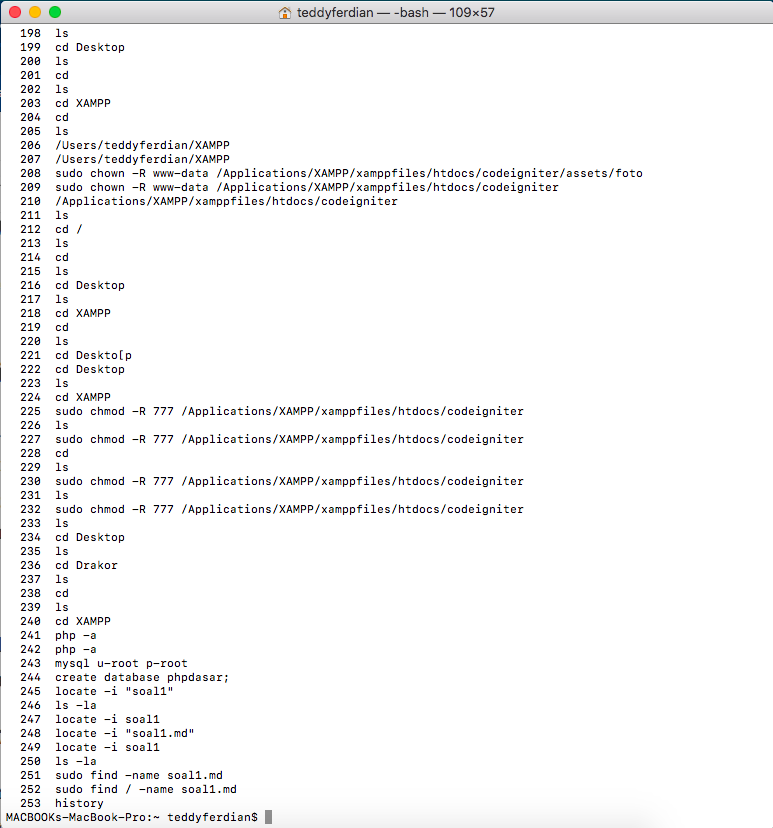 teddyferdian — -bash — 109×57
198 ls
199 cd Desktop
200 ls
201 cd
202 ls
203 cd XAMPP
204 cd
205 ls
206 /Users/teddyferdian/XAMPP
207 /Users/teddyferdian/XAMPP
208 sudo chown -R www-data /Applications/XAMPP/xamppfiles/htdocs/codeigniter/assets/foto
209 sudo chown -R www-data /Applications/XAMPP/xamppfiles/htdocs/codeigniter
210 /Applications/XAMPP/xamppfiles/htdocs/codeigniter
211 ls
212 cd /
213 ls
214 cd
215 ls
216 cd Desktop
217 ls
218 cd XAMPP
219 cd
220 ls
221 cd Deskto[p
222 cd Desktop
223 ls
224 cd XAMPP
225 sudo chmod -R 777 /Applications/XAMPP/xamppfiles/htdocs/codeigniter
226 ls
227 sudo chmod -R 777 /Applications/XAMPP/xamppfiles/htdocs/codeigniter
228 cd
229 ls
230 sudo chmod -R 777 /Applications/XAMPP/xamppfiles/htdocs/codeigniter
231 ls
232 sudo chmod -R 777 /Applications/XAMPP/xamppfiles/htdocs/codeigniter
233 ls
234 cd Desktop
235 ls
236 cd Drakor
237 ls
238 cd
239 ls
240 cd XAMPP
241 php -a
242 php -a
243 mysql u-root p-root
244 create database phpdasar;
245 locate -i "soal1"
246 ls -la
247 locate -i soal1
248 locate -i "soal1.md"
249 locate -i soal1
250 ls -la
251 sudo find -name soal1.md
252 sudo find / -name soal1.md
253 history
MACBOOKs-MacBook-Pro:~ teddyferdian$